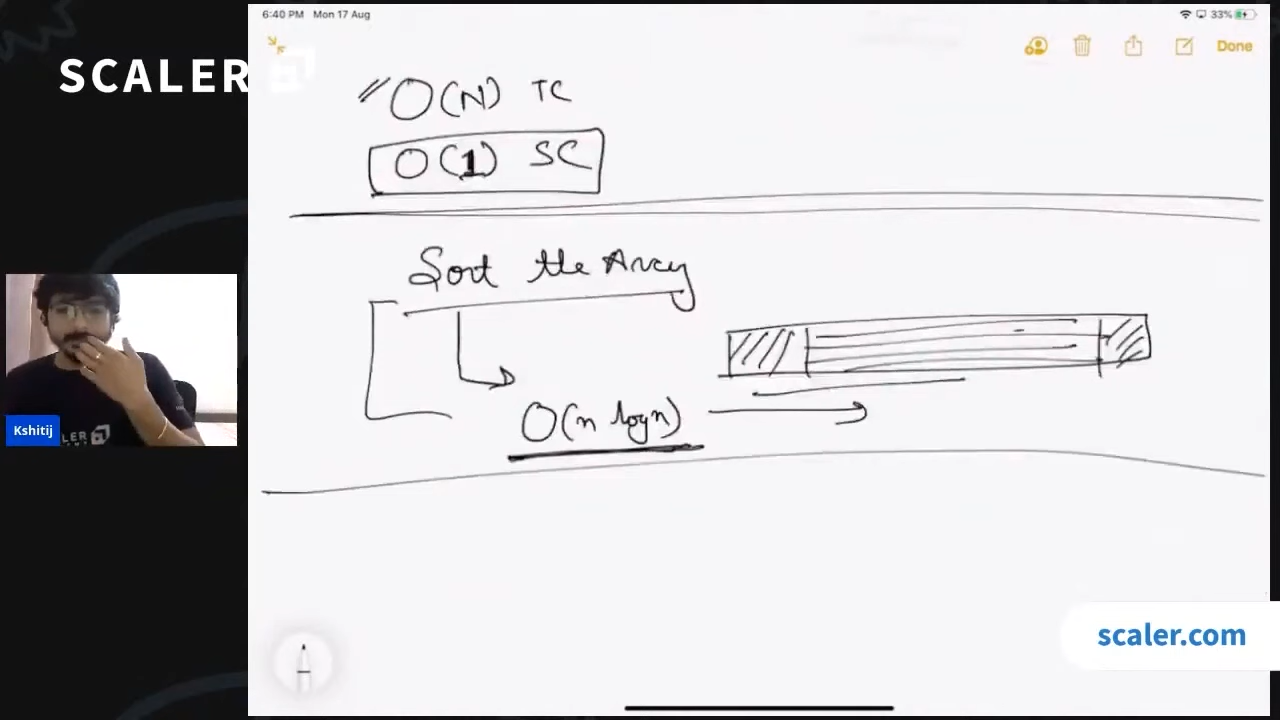 6:40 PM Mon 17 Aug
33%
SCALER
Done
O(N) TC
O(1) SC
Sort the Array
O(n logn)
Kshitij
scaler.com